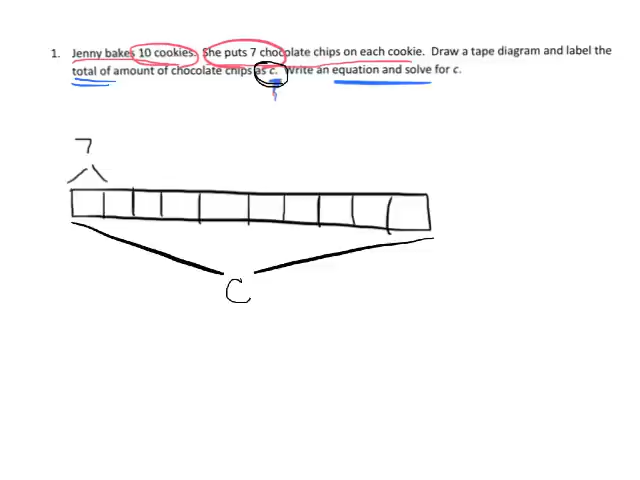 1. Jenny bakes 10 cookies. She puts 7 chocolate chips on each cookie. Draw a tape diagram and label the
total of amount of chocolate chips as c. Write an equation and solve for c.
7
C